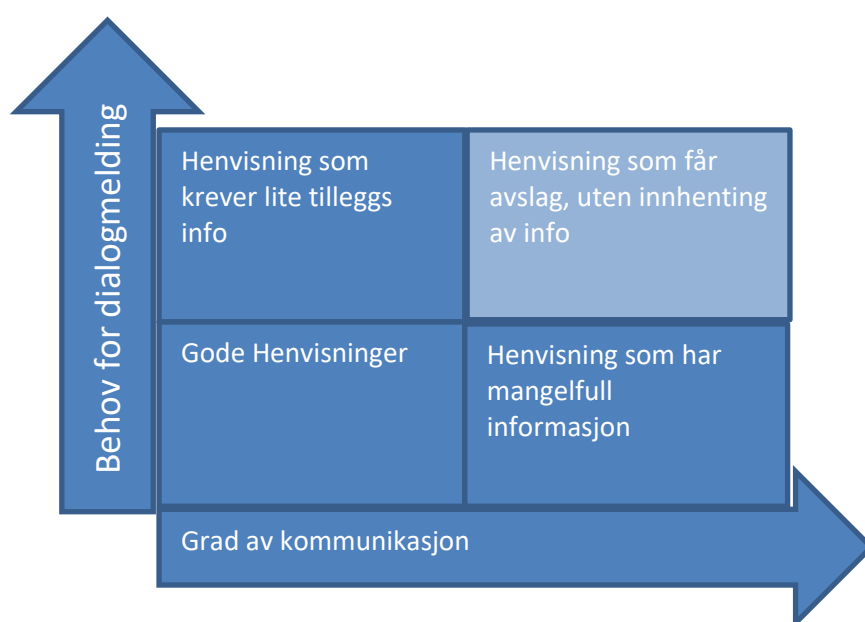 Behov for dialogmelding
Henvisning som
krever lite tilleggs
info
Henvisning som får
avslag, uten innhenting
av info
Gode Henvisninger
Henvisning som har
mangelfull
informasjon
Grad av kommunikasjon